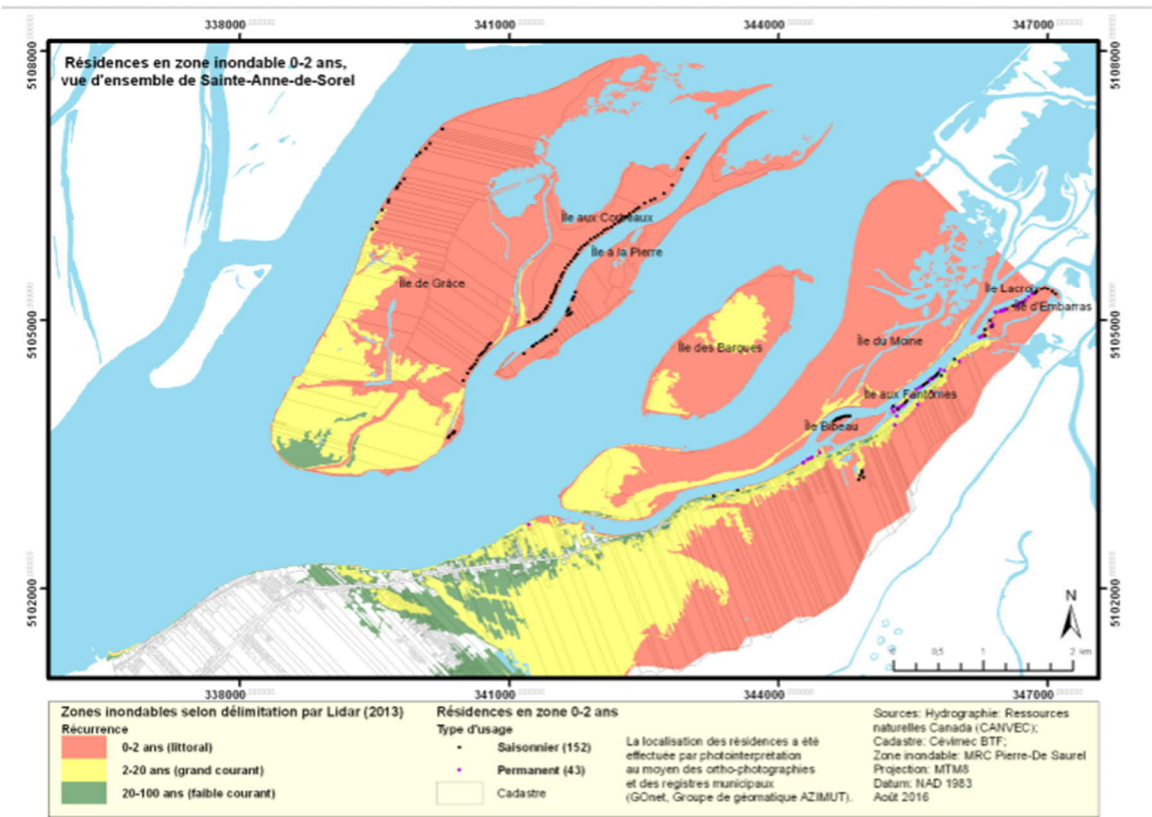 338000
341000
344000
347000
5108000
5108000
Résidences en zone inondable 0-2 ans,
vue d'ensemble de Sainte-Anne-de-Sorel
Île aux Corbeaux
Île à la Pierre
Île de Grâce
Île Lacroix
Île d'Embarras
5105000
5105000
Île du Moine
Île des Barques
Île aux Fantômes
Île Bibeau
5102000
5102000
N
0 0,5 1 2 km
338000
341000
344000
347000
Zones inondables selon délimitation par Lidar (2013)
Récurrence
0-2 ans (littoral)
2-20 ans (grand courant)
20-100 ans (faible courant)
Résidences en zone 0-2 ans
Type d'usage
Saisonnier (152)
Permanent (43)
Cadastre
La localisation des résidences a été
effectuée par photointerprétation
au moyen des ortho-photographies
et des registres municipaux
(GOnet, Groupe de géomatique AZIMUT).
Sources: Hydrographie: Ressources
naturelles Canada (CANVEC);
Cadastre: Cévimec BTF;
Zone inondable: MRC Pierre-De Saurel
Projection: MTM8
Datum: NAD 1983
Août 2016